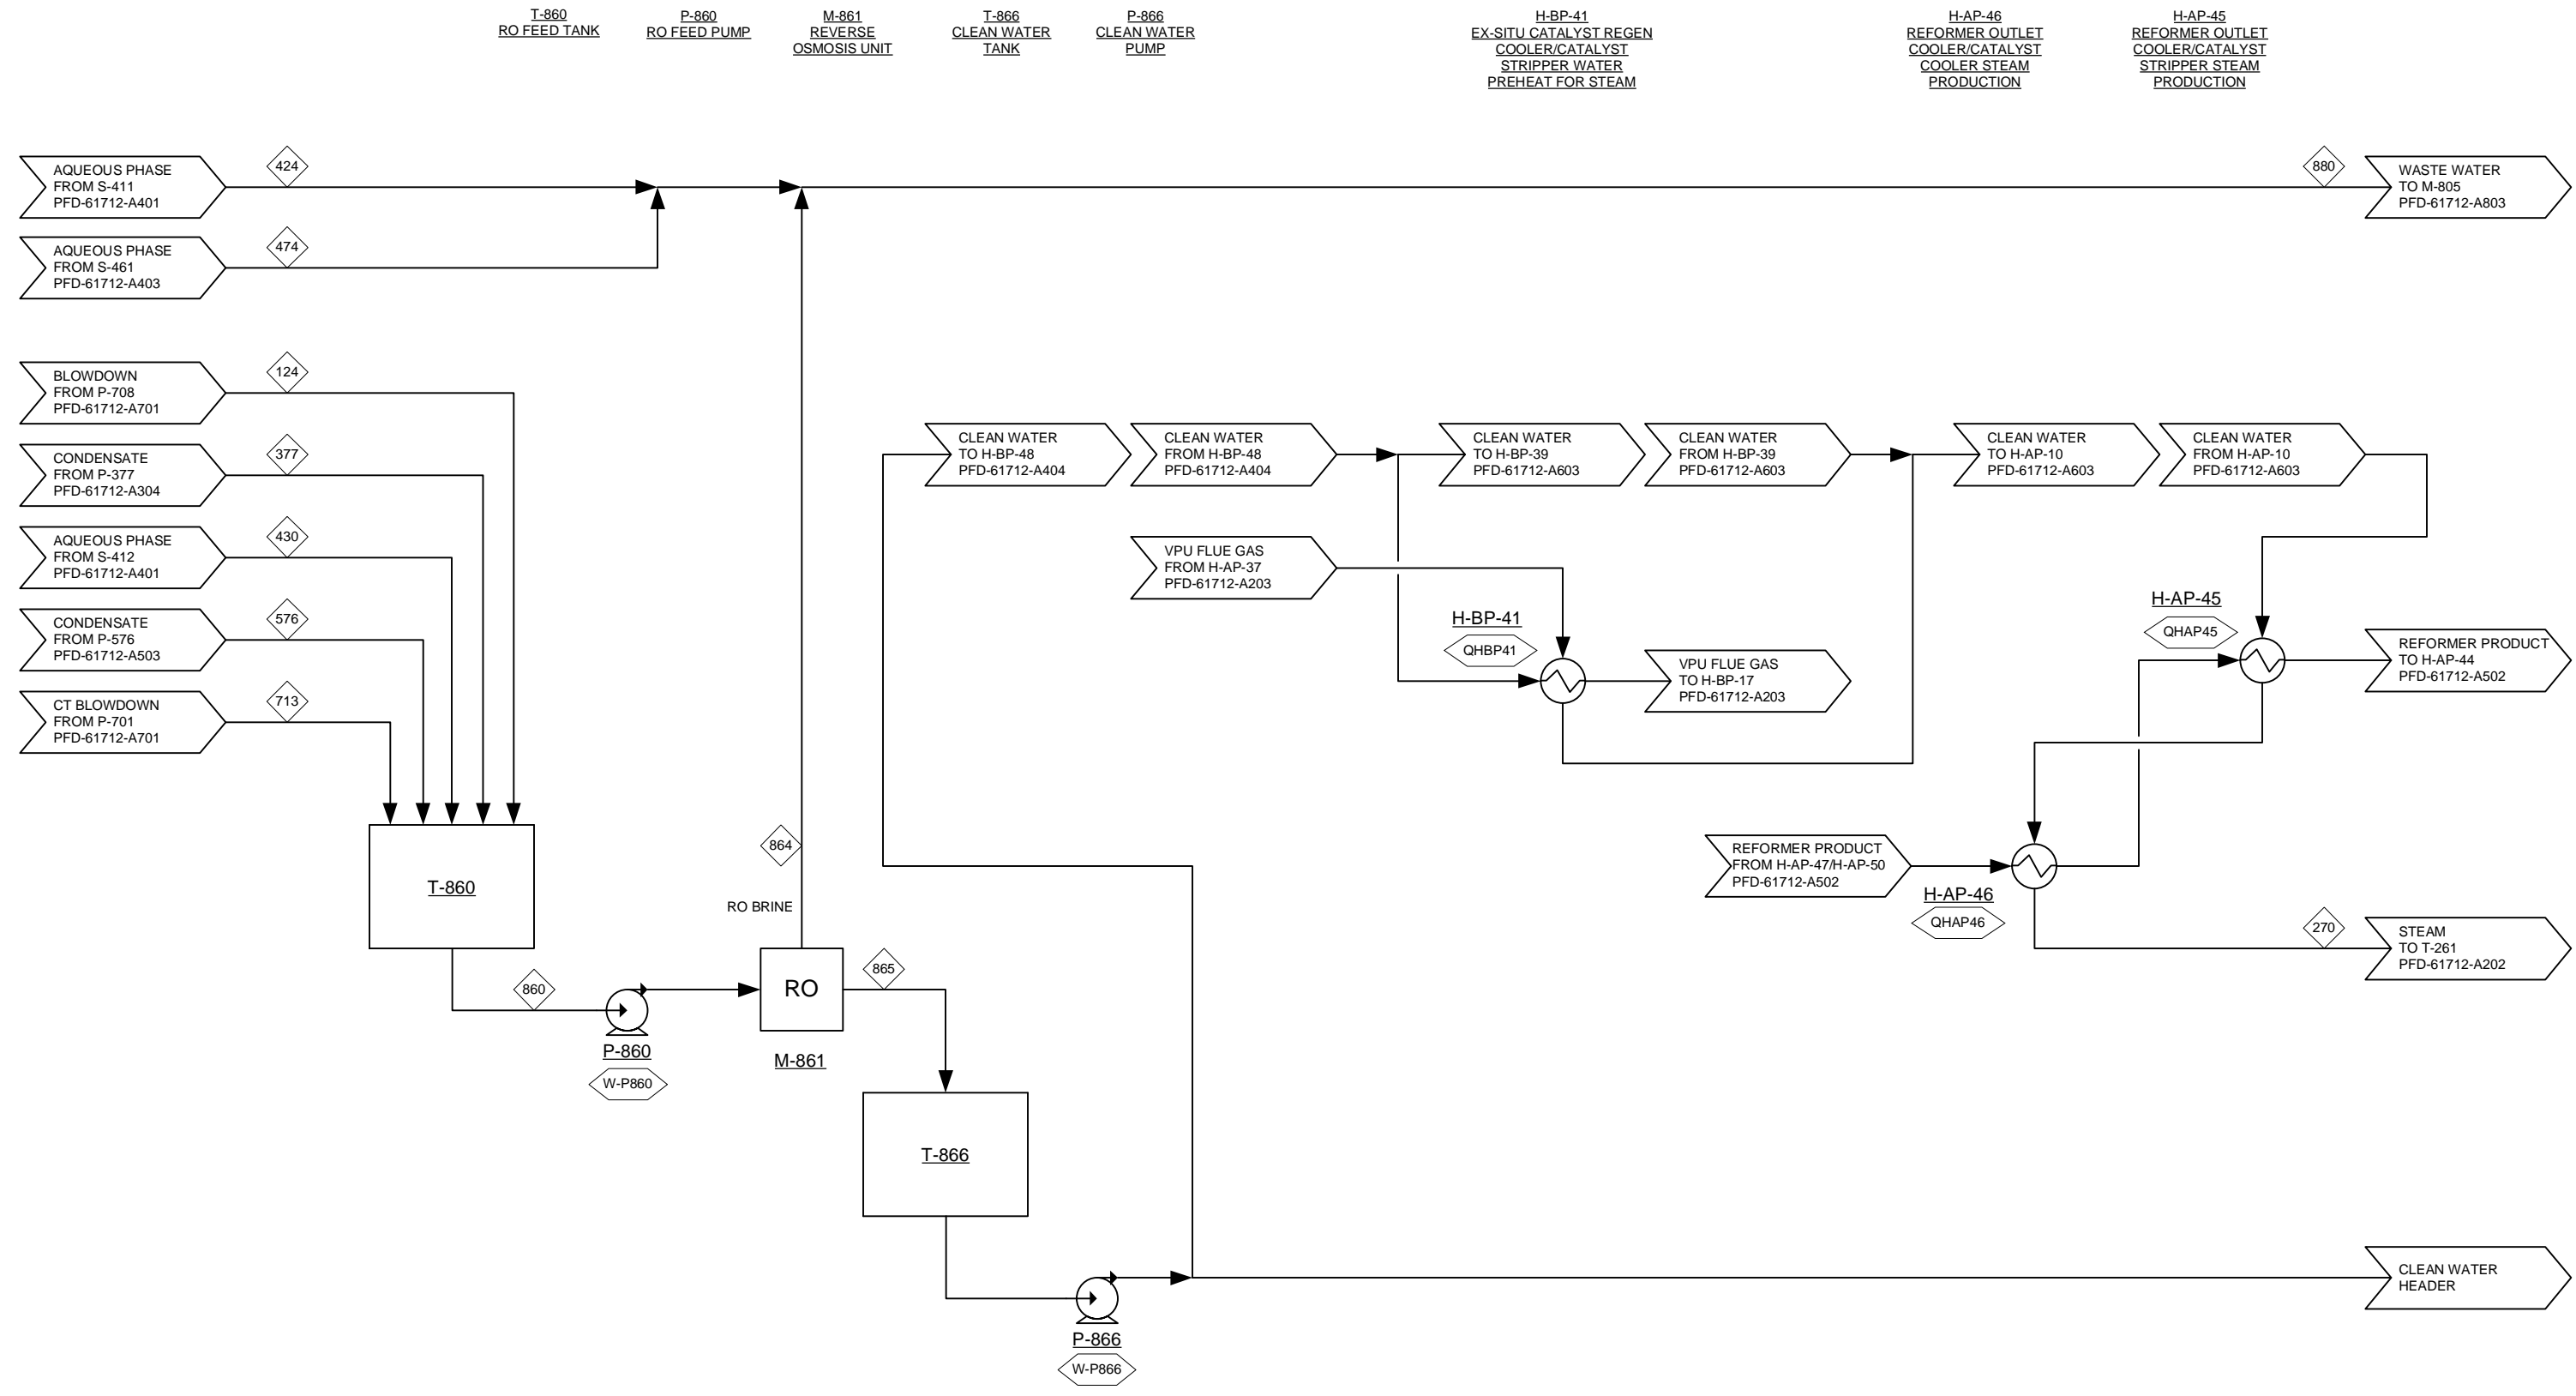 T-860
RO FEED TANK
P-860
RO FEED PUMP
M-861
REVERSE
OSMOSIS UNIT
T-866
CLEAN WATER
TANK
P-866
CLEAN WATER
PUMP
H-BP-41
EX-SITU CATALYST REGEN
COOLER/CATALYST
STRIPPER WATER
PREHEAT FOR STEAM
H-AP-46
REFORMER OUTLET
COOLER/CATALYST
COOLER STEAM
PRODUCTION
H-AP-45
REFORMER OUTLET
COOLER/CATALYST
STRIPPER STEAM
PRODUCTION
AQUEOUS PHASE
FROM S-411
PFD-61712-A401
424
880
WASTE WATER
TO M-805
PFD-61712-A803
AQUEOUS PHASE
FROM S-461
PFD-61712-A403
474
BLOWDOWN
FROM P-708
PFD-61712-A701
124
CONDENSATE
FROM P-377
PFD-61712-A304
377
AQUEOUS PHASE
FROM S-412
PFD-61712-A401
430
CONDENSATE
FROM P-576
PFD-61712-A503
576
CT BLOWDOWN
FROM P-701
PFD-61712-A701
713
CLEAN WATER
TO H-BP-48
PFD-61712-A404
CLEAN WATER
FROM H-BP-48
PFD-61712-A404
CLEAN WATER
TO H-BP-39
PFD-61712-A603
CLEAN WATER
FROM H-BP-39
PFD-61712-A603
CLEAN WATER
TO H-AP-10
PFD-61712-A603
CLEAN WATER
FROM H-AP-10
PFD-61712-A603
VPU FLUE GAS
FROM H-AP-37
PFD-61712-A203
H-BP-41
QHBP41
VPU FLUE GAS
TO H-BP-17
PFD-61712-A203
H-AP-45
QHAP45
REFORMER PRODUCT
TO H-AP-44
PFD-61712-A502
REFORMER PRODUCT
FROM H-AP-47/H-AP-50
PFD-61712-A502
H-AP-46
QHAP46
270
STEAM
TO T-261
PFD-61712-A202
T-860
864
RO BRINE
860
P-860
W-P860
RO
M-861
865
T-866
P-866
W-P866
CLEAN WATER
HEADER